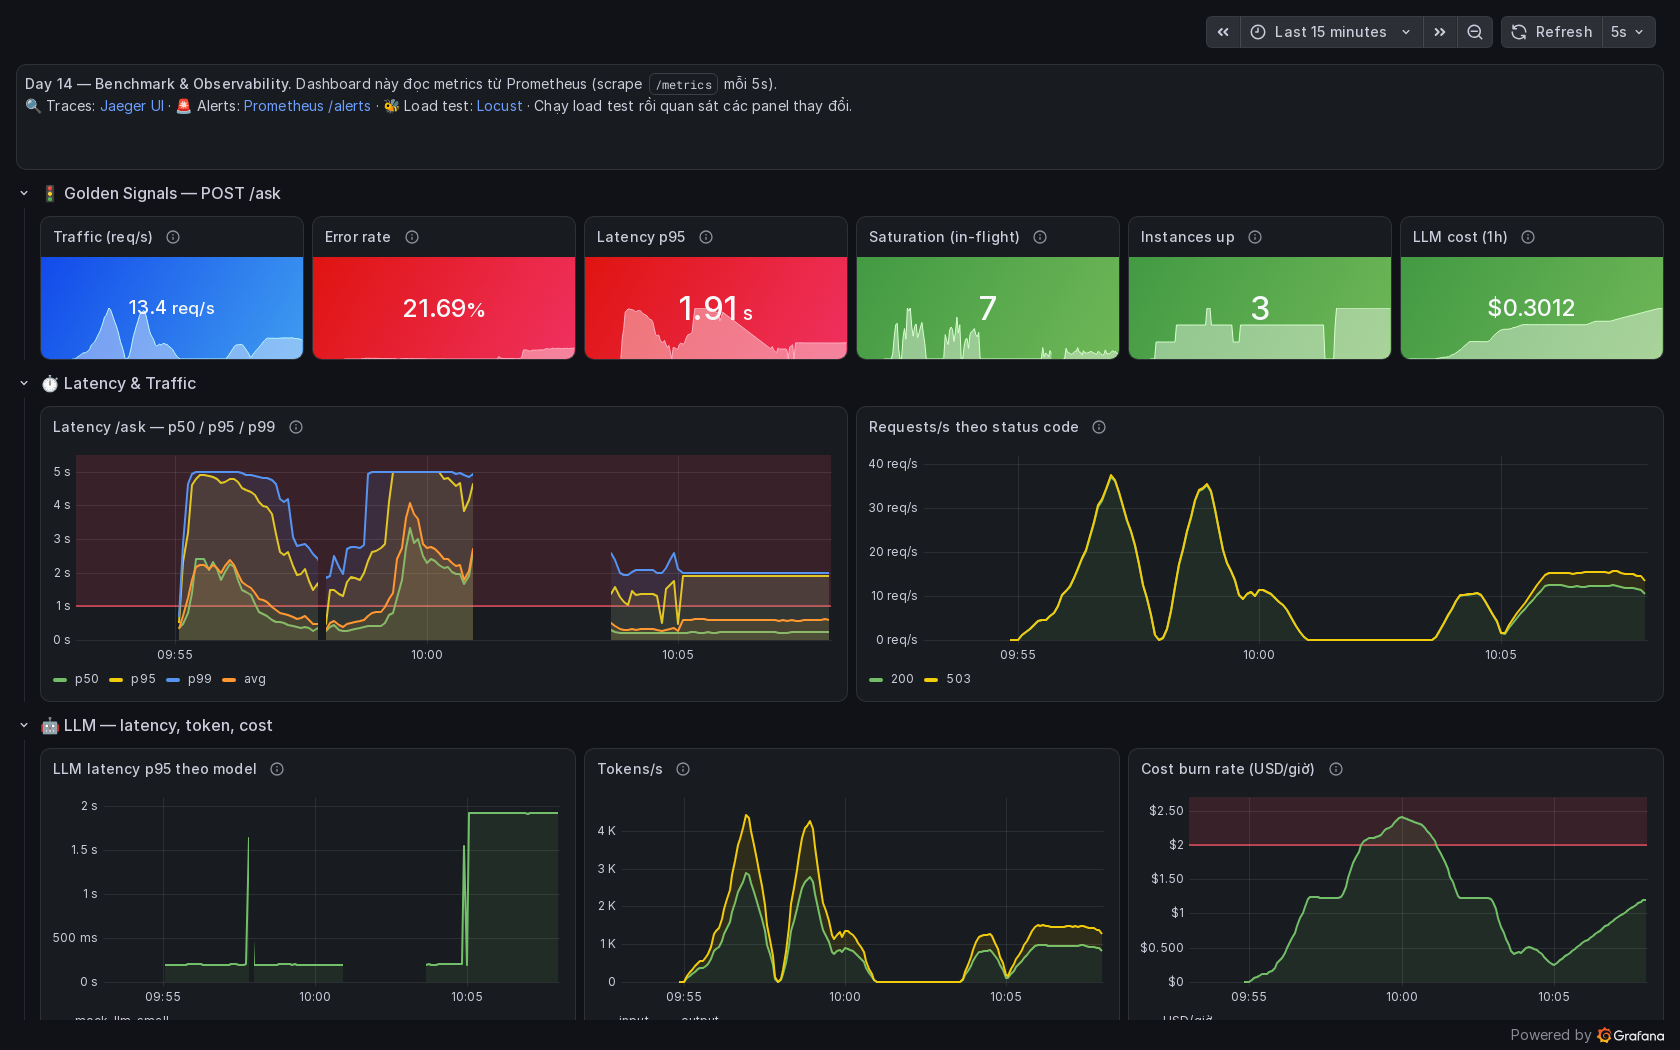 Last 15 minutes
Refresh
5s
Day 14 — Benchmark & Observability. Dashboard này đọc metrics từ Prometheus (scrape /metrics mỗi 5s).
🔍 Traces: Jaeger UI · 🚨 Alerts: Prometheus /alerts · 🐝 Load test: Locust · Chạy load test rồi quan sát các panel thay đổi.
🚦 Golden Signals — POST /ask
Traffic (req/s)
13.4 req/s
Error rate
21.69%
Latency p95
1.91 s
Saturation (in-flight)
7
Instances up
3
LLM cost (1h)
$0.3012
⏱️ Latency & Traffic
Latency /ask — p50 / p95 / p99
5 s
4 s
3 s
2 s
1 s
0 s
09:55
10:00
10:05
p50
p95
p99
avg
Requests/s theo status code
40 req/s
30 req/s
20 req/s
10 req/s
0 req/s
09:55
10:00
10:05
200
503
🤖 LLM — latency, token, cost
LLM latency p95 theo model
2 s
1.5 s
1 s
500 ms
0 s
09:55
10:00
10:05
mock-llm-small
Tokens/s
4 K
3 K
2 K
1 K
0
09:55
10:00
10:05
input
output
Cost burn rate (USD/giờ)
$2.50
$2
$1.50
$1
$0.500
$0
09:55
10:00
10:05
USD/giờ
Powered by Grafana